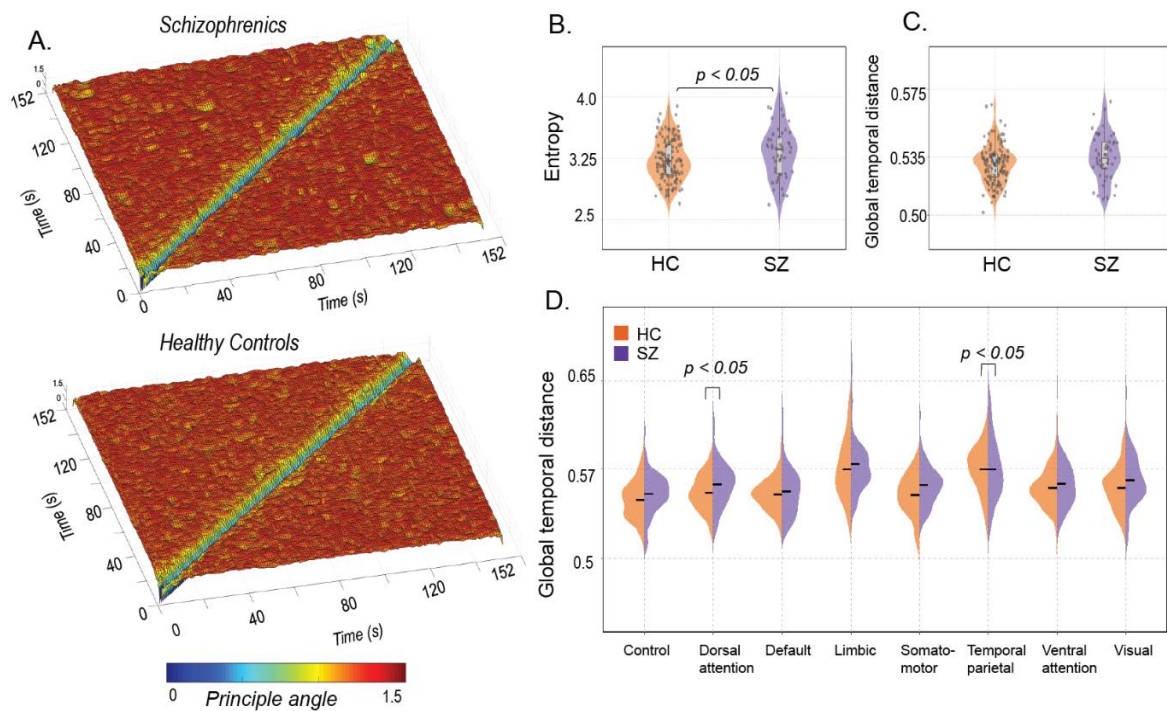 A.
Schizophrenics
1.5
0
152
120
80
40
0
Time (s)
0
40
80
120
152
Time (s)
Healthy Controls
1.5
0
152
120
80
40
0
Time (s)
0
40
80
120
152
Time (s)
0
Principle angle
1.5
B.
p < 0.05
Entropy
4.0
3.25
2.5
HC
SZ
C.
Global temporal distance
0.575
0.535
0.50
HC
SZ
D.
HC
SZ
p < 0.05
p < 0.05
Global temporal distance
0.65
0.57
0.5
Control
Dorsal
attention
Default
Limbic
Somato-
motor
Temporal
parietal
Ventral
attention
Visual